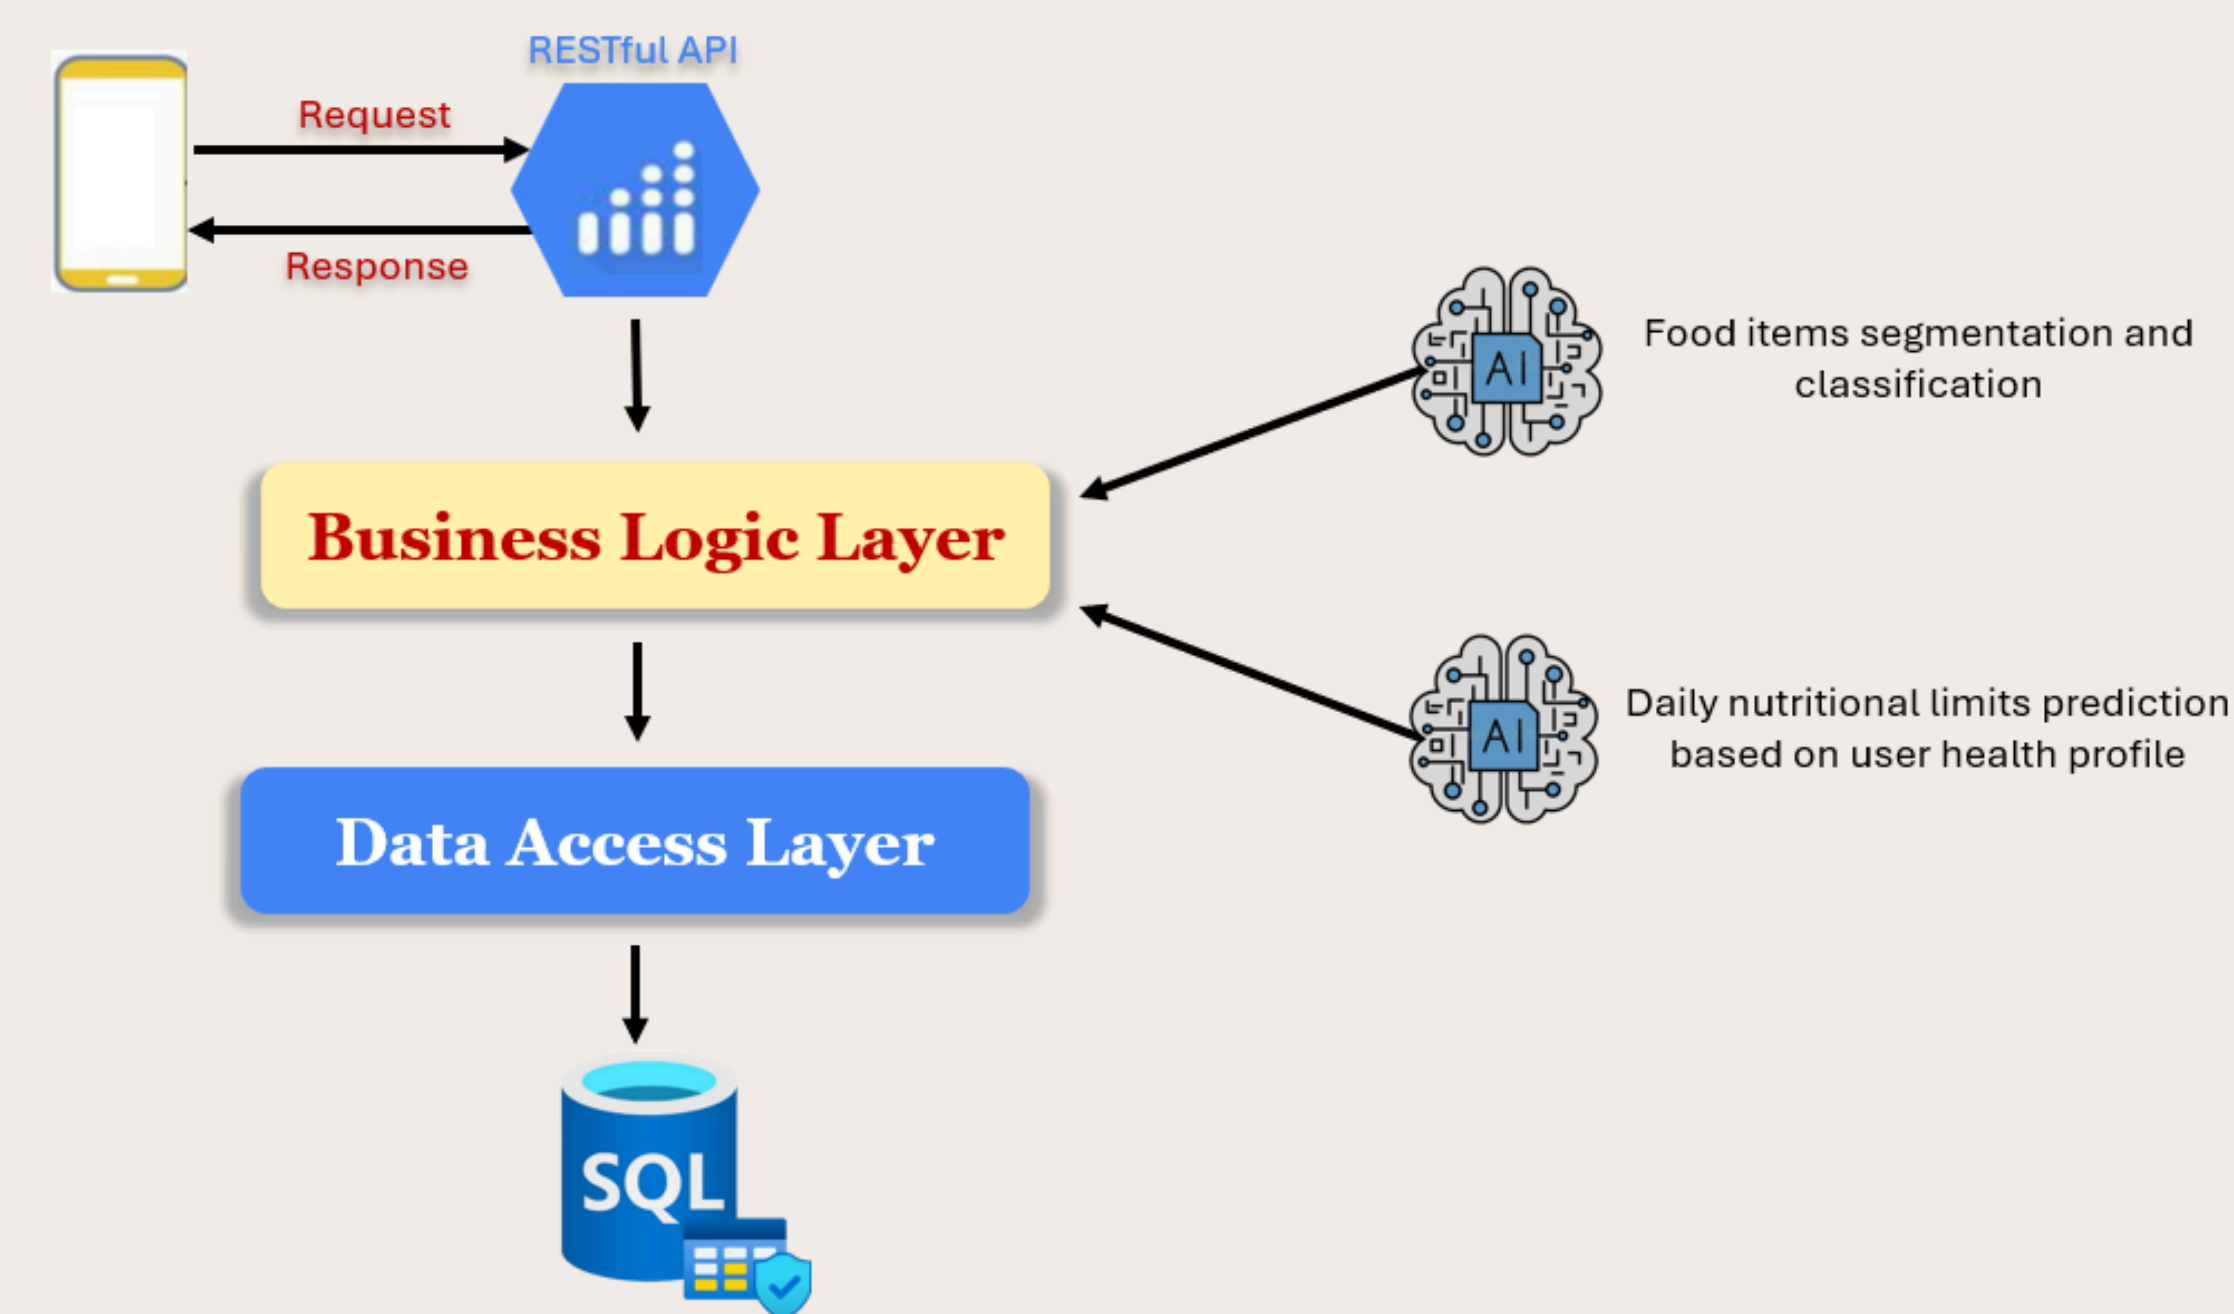 RESTful API
Request
Response
AI
Food items segmentation and
classification
Business Logic Layer
AI
Daily nutritional limits prediction
based on user health profile
Data Access Layer
SQL